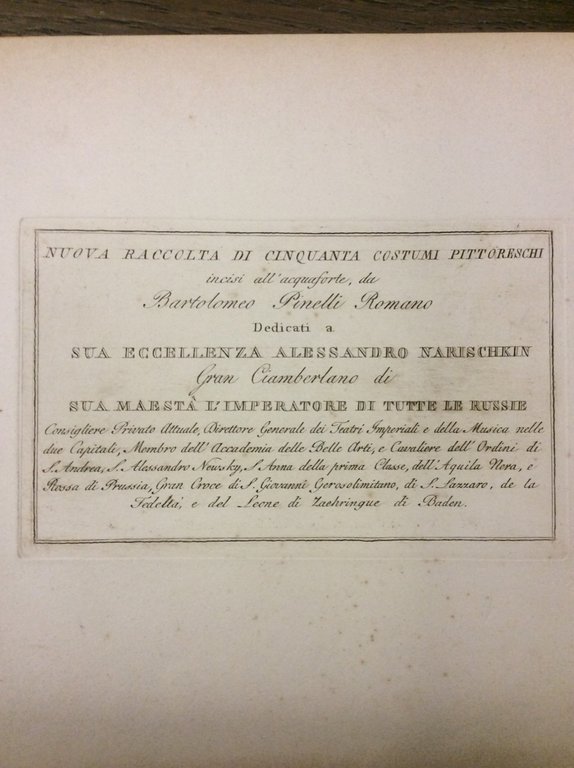 NUOVA RACCOLTA DI CINQUANTA COSTUMI PITTORESCHI
incisi all'acquaforte, da
Bartolomeo Pinelli Romano
Dedicati a
SUA ECCELLENZA ALESSANDRO NARISCHKIN
Gran Ciamberlano di
SUA MAESTÀ L'IMPERATORE DI TUTTE LE RUSSIE
Consigliere Privato Attuale, Direttore Generale dei Teatri Imperiali e della Musica nelle
due Capitali, Membro dell'Accademia delle Belle Arti, e Cavaliere dell'Ordini di
S. Andrea, S. Alessandro Newsky, S. Anna della prima Classe, dell'Aquila Nera, e
Rossa di Prussia, Gran Croce di S. Giovanni Gerosolimitano, di S. Lazzaro, de la
Fedeltà, e del Leone di Zaehringue di Baden.